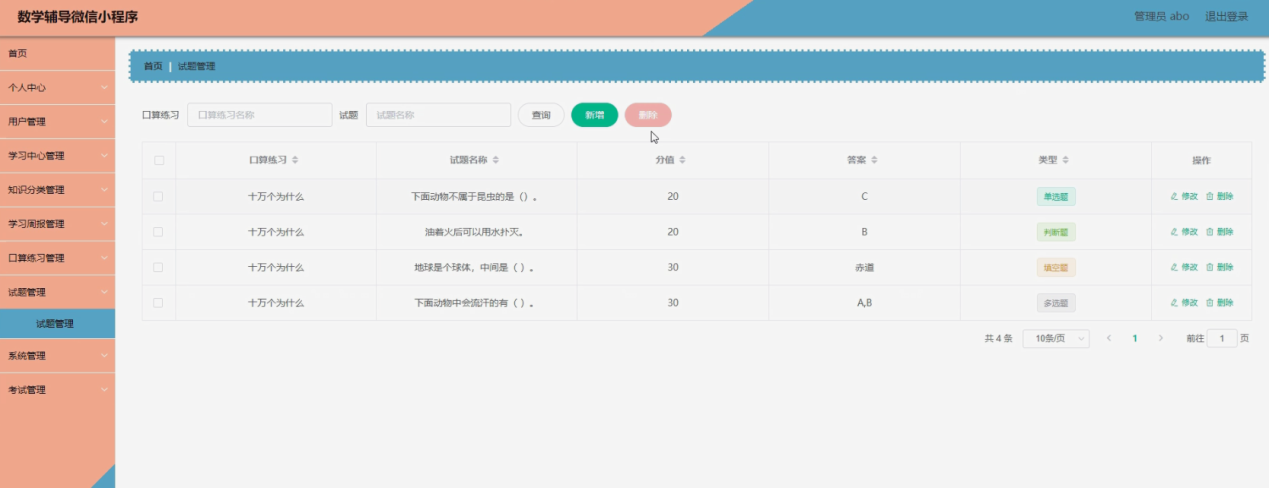 数学辅导微信小程序
管理员 abo 退出登录
首页
个人中心
用户管理
学习中心管理
知识分类管理
学习周报管理
口算练习管理
试题管理
试题管理
系统管理
考试管理
首页 | 试题管理
口算练习 口算练习名称 试题 试题名称 查询 新增 删除
口算练习 试题名称 分值 答案 类型 操作
十万个为什么 下面动物不属于昆虫的是（）。 20 C 单选题 修改 删除
十万个为什么 油着火后可以用水扑灭。 20 B 判断题 修改 删除
十万个为什么 地球是个球体，中间是（ ）。 30 赤道 填空题 修改 删除
十万个为什么 下面动物中会流汗的有（ ）。 30 A,B 多选题 修改 删除
共 4 条 10条/页 1 前往 1 页